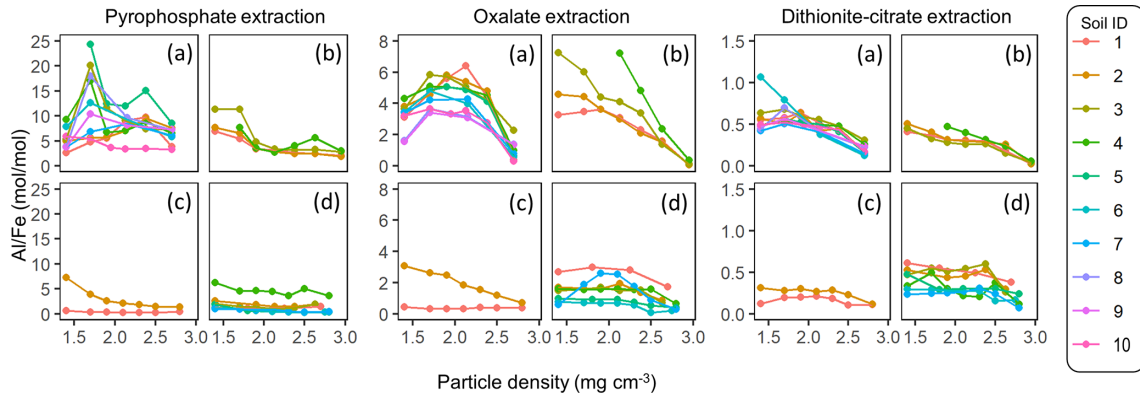 Pyrophosphate extraction
Oxalate extraction
Dithionite-citrate extraction
Soil ID
1
2
3
4
5
6
7
8
9
10
Al/Fe (mol/mol)
25
20
15
10
5
0
(a)
(b)
8
6
4
2
0
(a)
(b)
1.5
1.0
0.5
0.0
(a)
(b)
25
20
15
10
5
0
(c)
(d)
8
6
4
2
0
(c)
(d)
1.5
1.0
0.5
0.0
(c)
(d)
1.5 2.0 2.5 3.0 1.5 2.0 2.5 3.0
1.5 2.0 2.5 3.0 1.5 2.0 2.5 3.0
1.5 2.0 2.5 3.0 1.5 2.0 2.5 3.0
Particle density (mg cm⁻³)